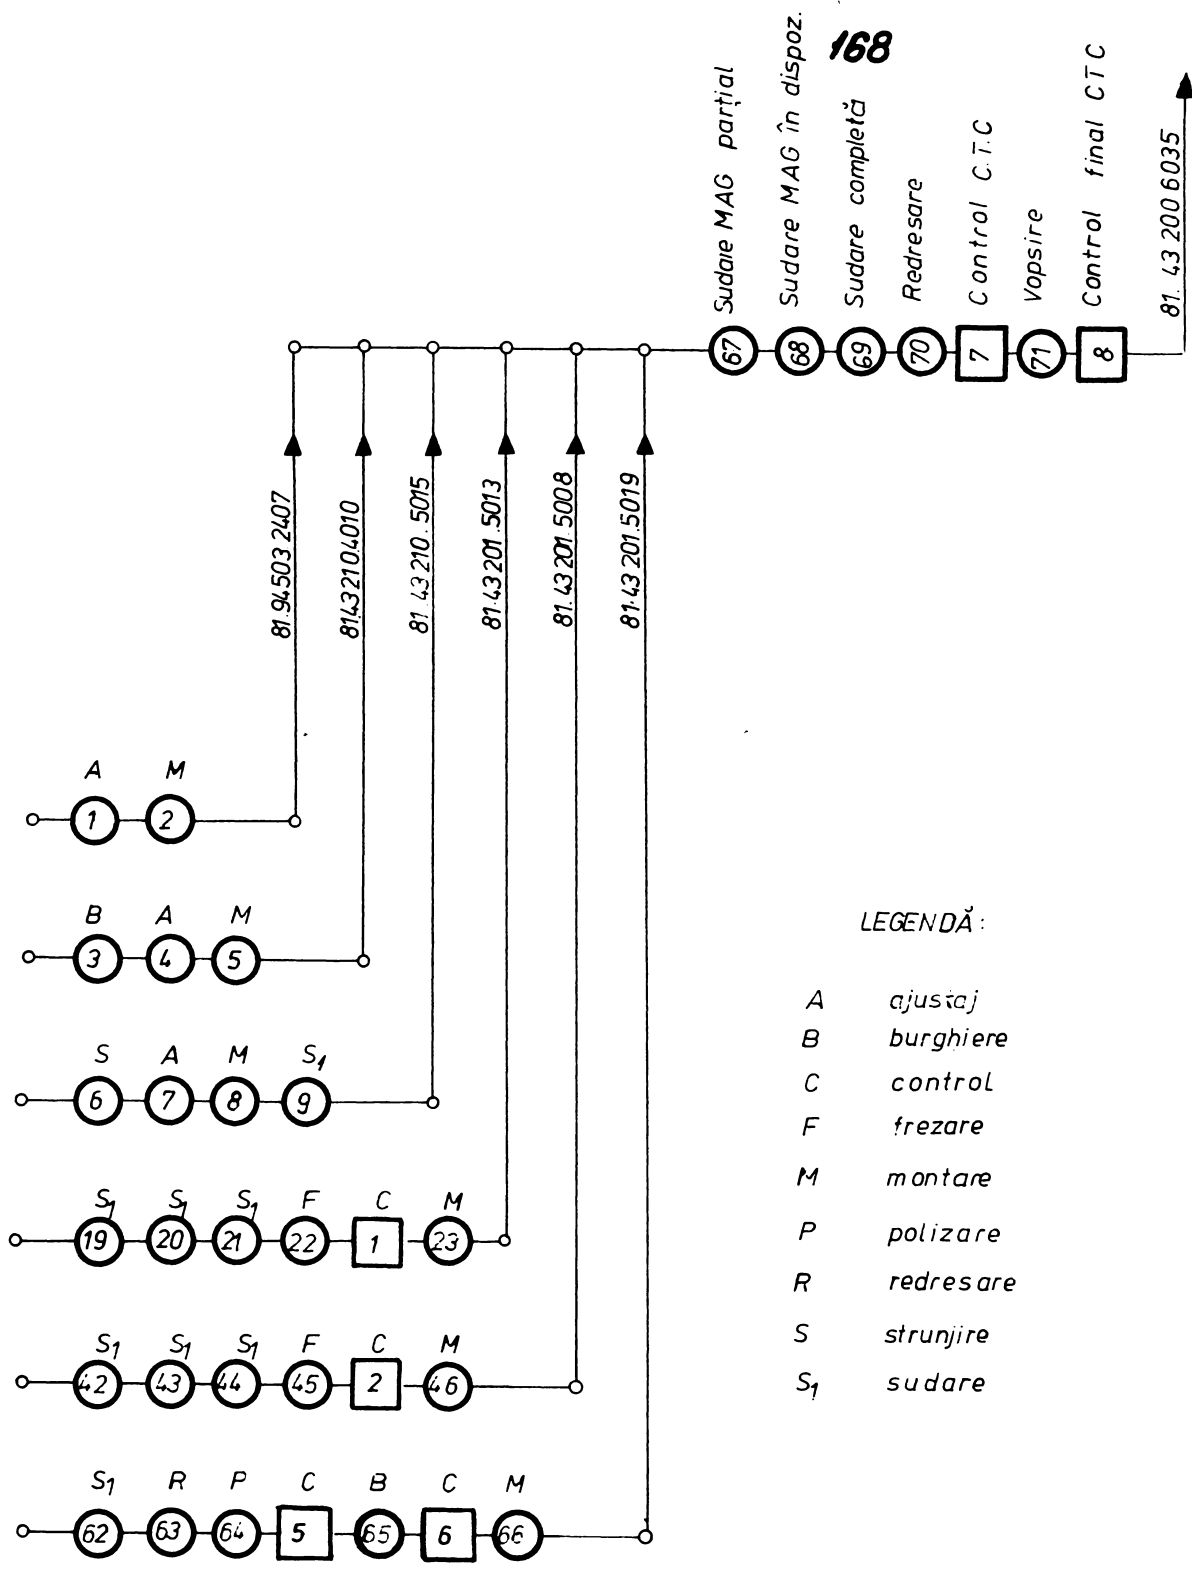 168
Sudare MAG parțial
Sudare MAG în dispoz.
Sudare completă
Redresare
Control C.T.C
Vopsire
Control final CTC
81. 43 200 6035
67 68 69 70 7 71 8
81.94503 2407
81.43210.4010
81.43 210.5015
81.43 201.5013
81.43 201.5008
81.43 201.5019
A M
1 2
B A M
3 4 5
S A M S1
6 7 8 9
S1 S1 S1 F C M
19 20 21 22 1 23
S1 S1 S1 F C M
42 43 44 45 2 46
S1 R P C B C M
62 63 64 5 65 6 66
LEGENDĂ:
A ajustaj
B burghiere
C control
F frezare
M montare
P polizare
R redresare
S strunjire
S1 sudare